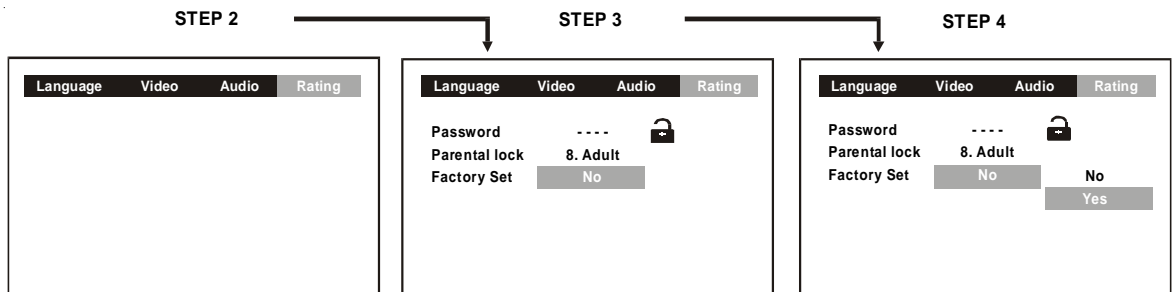 STEP 2
STEP 3
STEP 4
Language Video Audio Rating
Language Video Audio Rating
Password - - - -
Parental lock 8. Adult
Factory Set No
Language Video Audio Rating
Password - - - -
Parental lock 8. Adult
Factory Set No No
Yes